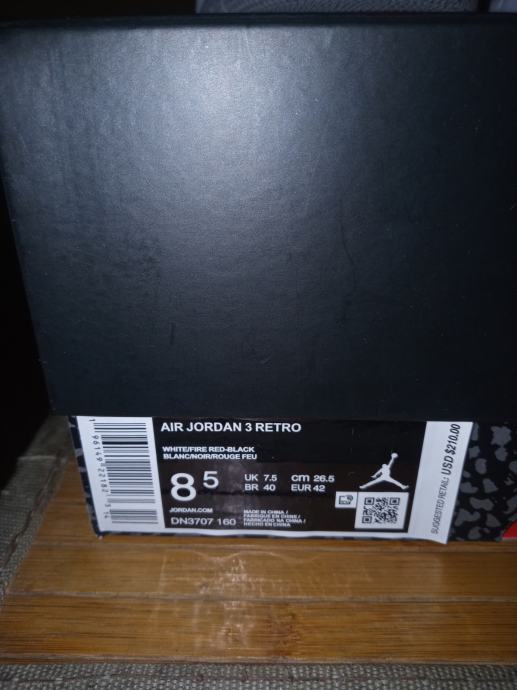 AIR JORDAN 3 RETRO
WHITE/FIRE RED-BLACK
BLANC/NOIR/ROUGE FEU
8 5
UK 7.5 cm 26.5
BR 40 EUR 42
JORDAN.COM
DN3707 160
MADE IN CHINA /
FABRIQUE EN CHINE /
FABRICADO NA CHINA /
HECHO EN CHINA
SUGGESTED RETAIL: USD $210.00